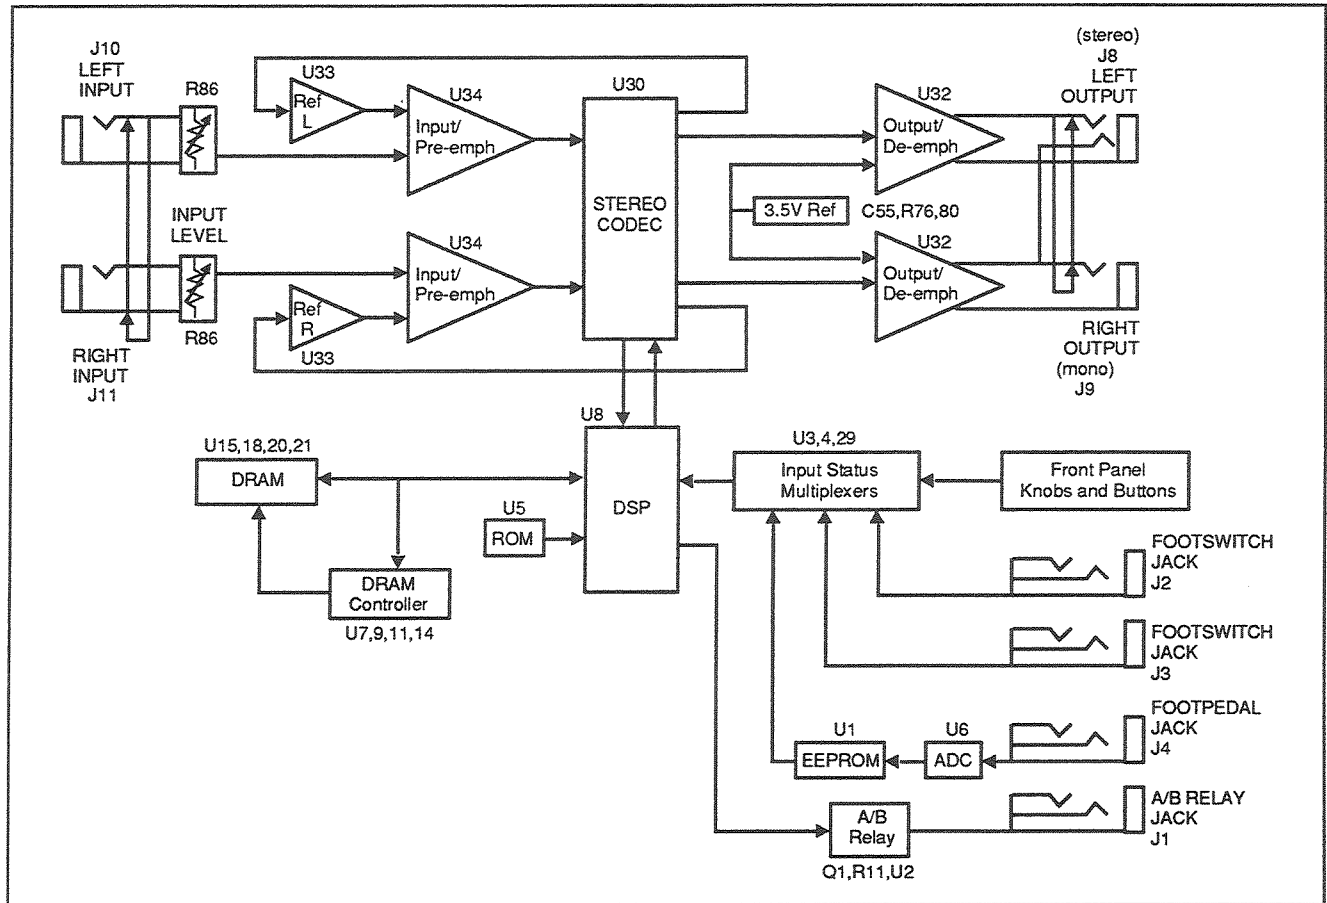 J10
LEFT
INPUT
R86
U33
Ref
L
U34
Input/
Pre-emph
U30
STEREO
CODEC
U32
Output/
De-emph
(stereo)
J8
LEFT
OUTPUT
INPUT
LEVEL
3.5V Ref
C55,R76,80
R86
RIGHT
INPUT
J11
U34
Input/
Pre-emph
Ref
R
U33
U32
Output/
De-emph
RIGHT
OUTPUT
(mono)
J9
U8
DSP
U15,18,20,21
DRAM
U5
ROM
DRAM
Controller
U7,9,11,14
U3,4,29
Input Status
Multiplexers
Front Panel
Knobs and Buttons
FOOTSWITCH
JACK
J2
FOOTSWITCH
JACK
J3
U1
EEPROM
U6
ADC
FOOTPEDAL
JACK
J4
A/B
Relay
Q1,R11,U2
A/B RELAY
JACK
J1